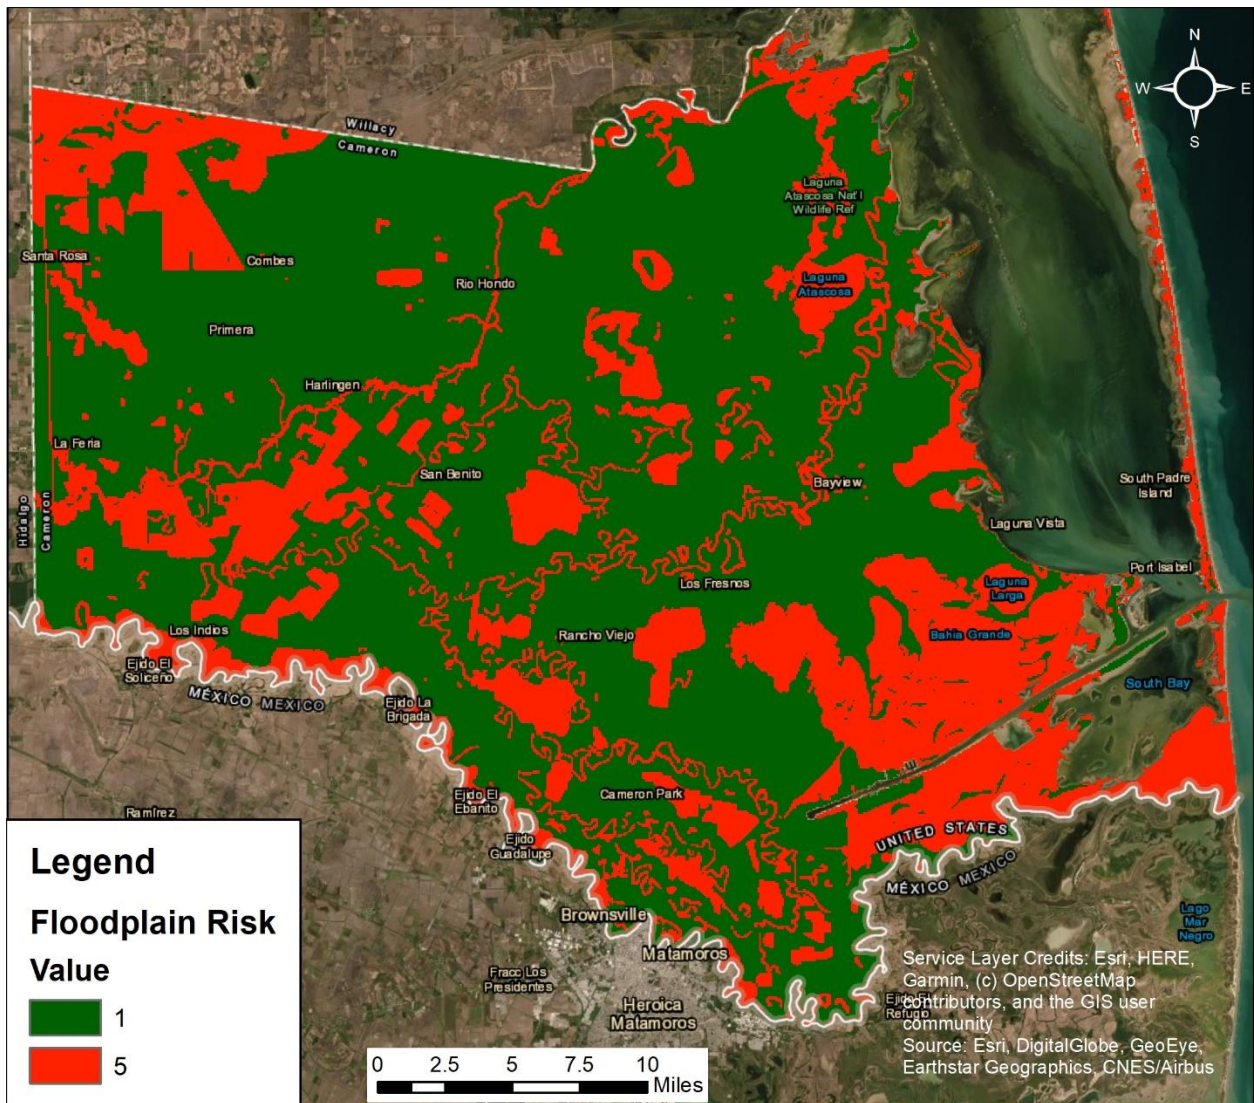 N
W E
S
Willacy
Cameron
Laguna
Atascosa Nat'l
Wildlife Ref
Santa Rosa
Combes
Laguna
Atascosa
Rio Hondo
Primera
Harlingen
La Feria
San Benito
Bayview
South Padre
Island
Hidalgo
Cameron
Laguna Vista
Port Isabel
Los Fresnos
Laguna
Larga
Los Indios
Rancho Viejo
Bahia Grande
Ejido El
Soliceño
South Bay
MÉXICO MEXICO
Ejido La
Brigada
Ejido El
Ebanito
Cameron Park
Ramírez
UNITED STATES
MÉXICO MEXICO
Ejido
Guadalupe
Brownsville
Lago
Mar
Negro
Matamoros
Fracc Los
Presidentes
Heroica
Matamoros
Ejido El
Refugio
Legend
Floodplain Risk
Value
1
5
0 2.5 5 7.5 10
Miles
Service Layer Credits: Esri, HERE,
Garmin, (c) OpenStreetMap
contributors, and the GIS user
community
Source: Esri, DigitalGlobe, GeoEye,
Earthstar Geographics, CNES/Airbus